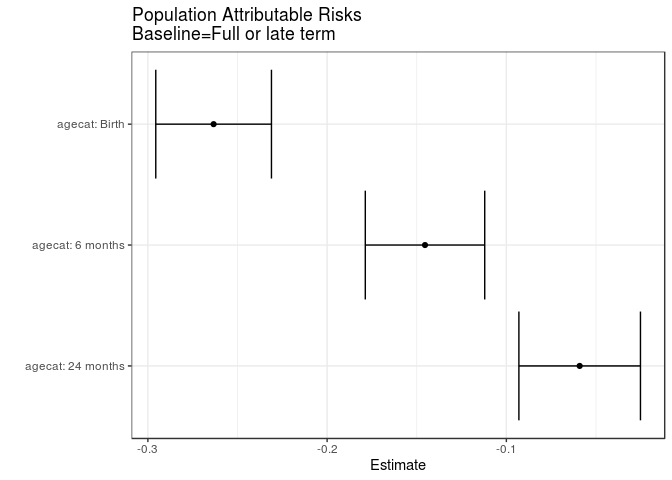 Population Attributable Risks
Baseline=Full or late term
agecat: Birth
agecat: 6 months
agecat: 24 months
-0.3
-0.2
-0.1
Estimate